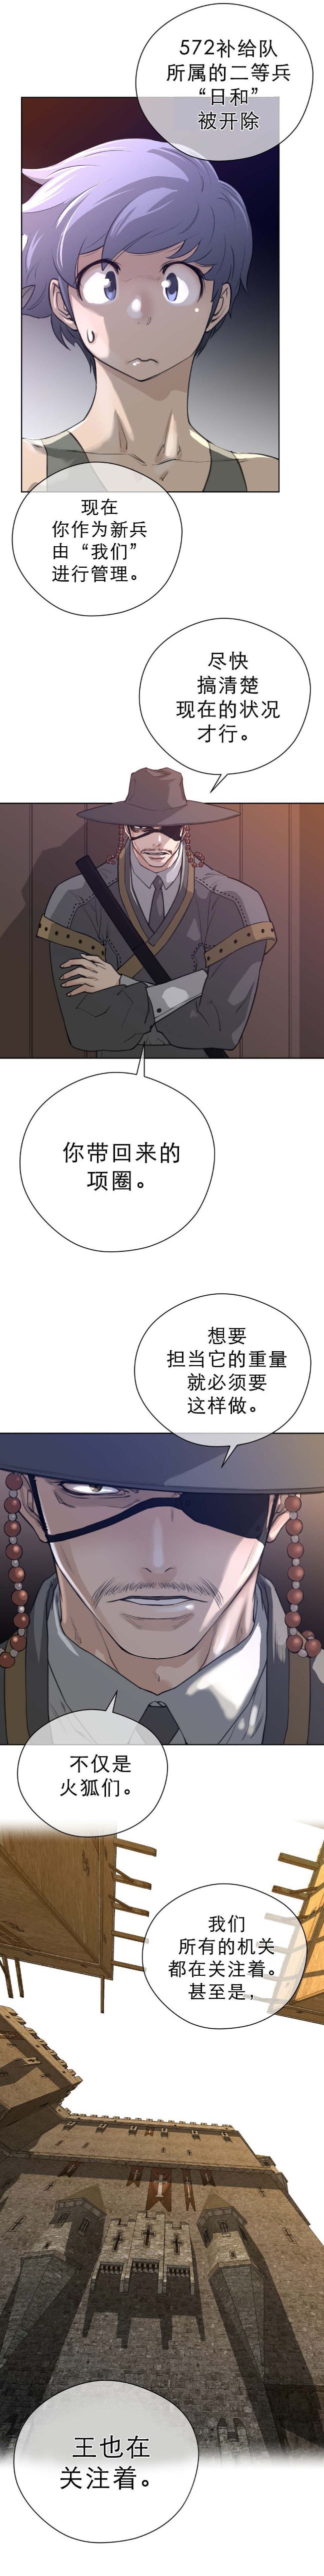 572补给队
所属的二等兵
“日和”
被开除
现在
你作为新兵
由“我们”
进行管理。
尽快
搞清楚
现在的状况
才行。
你带回来的
项圈。
想要
担当它的重量
就必须要
这样做。
不仅是
火狐们。
我们
所有的机关
都在关注着。
甚至是，
王也在
关注着。